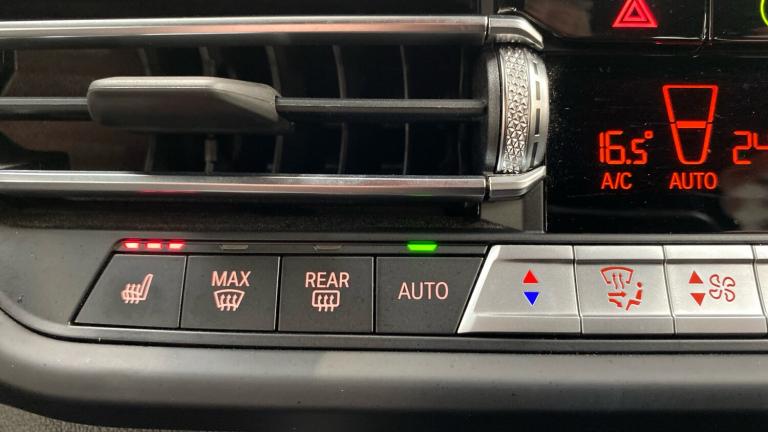 16.5°
24
A/C
AUTO
MAX
REAR
AUTO